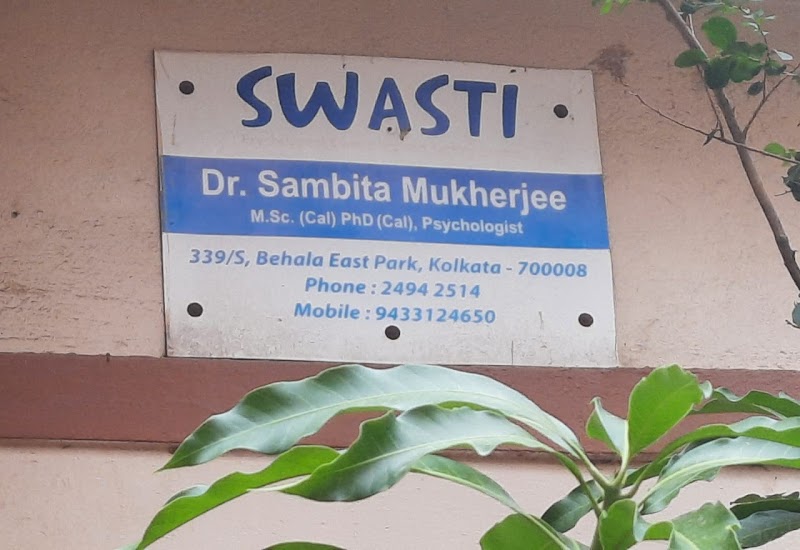 SWASTI
Dr. Sambita Mukherjee
M.Sc. (Cal) PhD (Cal), Psychologist
339/S, Behala East Park, Kolkata - 700008
Phone : 2494 2514
Mobile : 9433124650